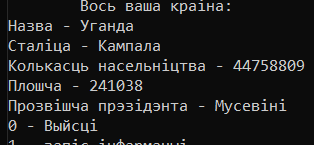 Вось ваша краіна:
Назва - Уганда
Сталіца - Кампала
Колькасць насельніцтва - 44758809
Плошча - 241038
Прозвішча прэзідэнта - Мусевіні
0 - Выйсці